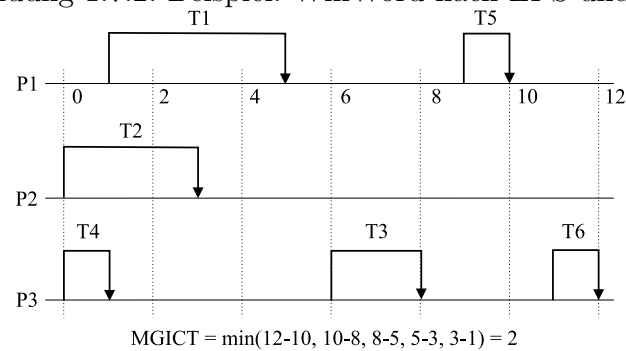 T1 T5
P1 0 2 4 6 8 10 12
T2
P2
T4 T3 T6
P3
MGICT = min(12-10, 10-8, 8-5, 5-3, 3-1) = 2